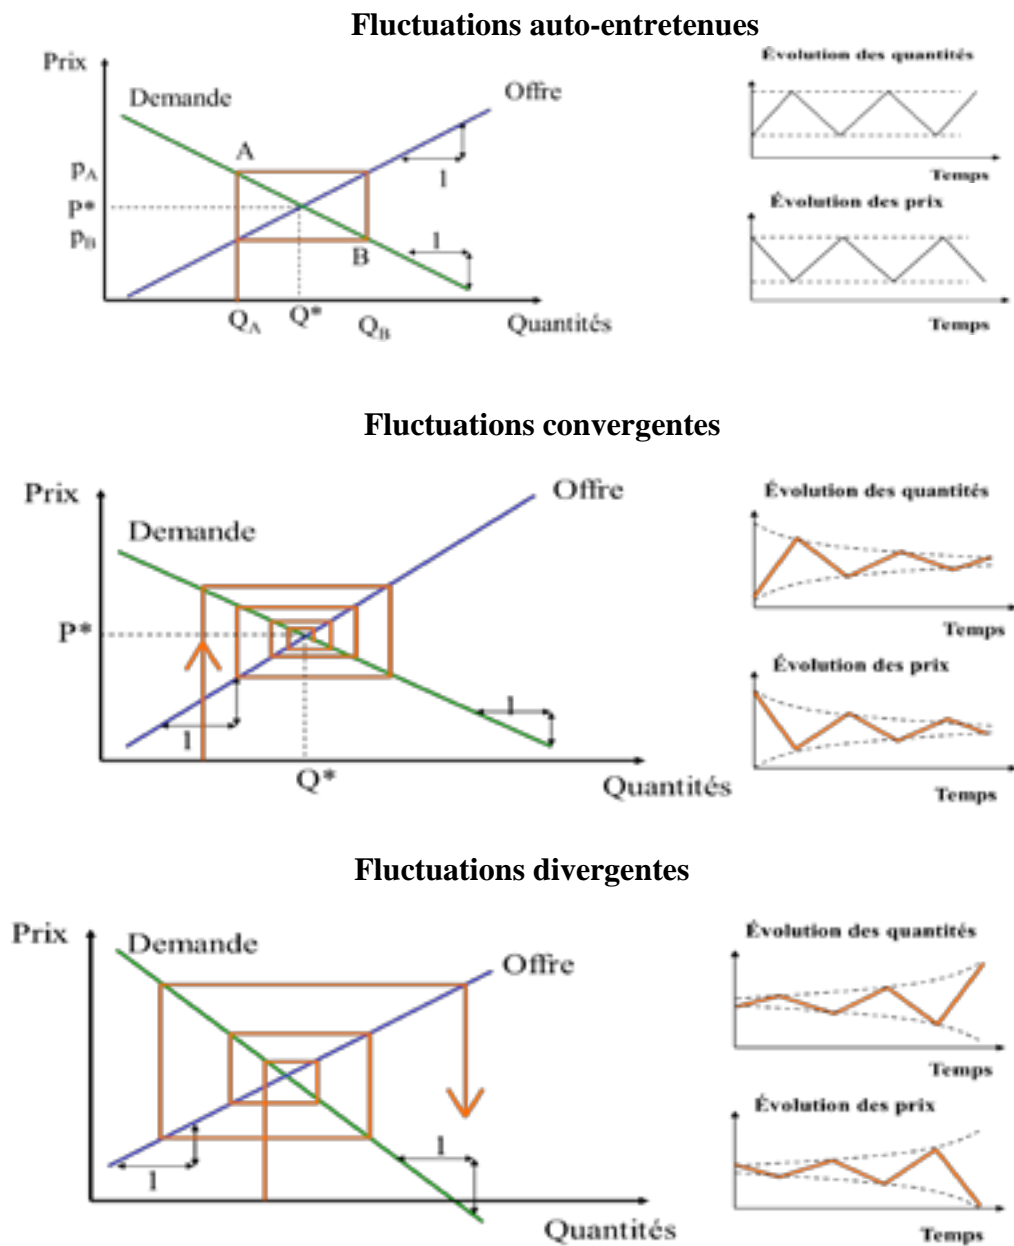 Fluctuations auto-entretenues
Prix
Demande
Offre
A
pA
P*
pB
B
1
1
QA Q* QB
Quantités
Évolution des quantités
Temps
Évolution des prix
Temps
Fluctuations convergentes
Prix
Demande
Offre
P*
1
1
Q*
Quantités
Évolution des quantités
Temps
Évolution des prix
Temps
Fluctuations divergentes
Prix
Demande
Offre
1
1
Quantités
Évolution des quantités
Temps
Évolution des prix
Temps